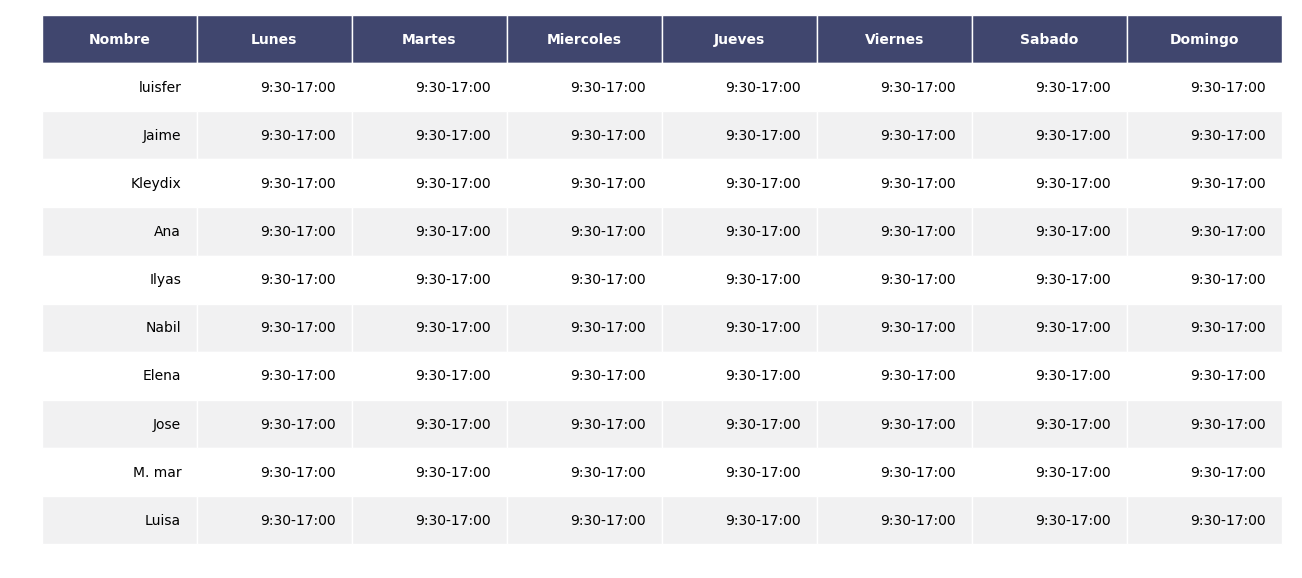 Nombre Lunes Martes Miercoles Jueves Viernes Sabado Domingo
luisfer 9:30-17:00 9:30-17:00 9:30-17:00 9:30-17:00 9:30-17:00 9:30-17:00 9:30-17:00
Jaime 9:30-17:00 9:30-17:00 9:30-17:00 9:30-17:00 9:30-17:00 9:30-17:00 9:30-17:00
Kleydix 9:30-17:00 9:30-17:00 9:30-17:00 9:30-17:00 9:30-17:00 9:30-17:00 9:30-17:00
Ana 9:30-17:00 9:30-17:00 9:30-17:00 9:30-17:00 9:30-17:00 9:30-17:00 9:30-17:00
Ilyas 9:30-17:00 9:30-17:00 9:30-17:00 9:30-17:00 9:30-17:00 9:30-17:00 9:30-17:00
Nabil 9:30-17:00 9:30-17:00 9:30-17:00 9:30-17:00 9:30-17:00 9:30-17:00 9:30-17:00
Elena 9:30-17:00 9:30-17:00 9:30-17:00 9:30-17:00 9:30-17:00 9:30-17:00 9:30-17:00
Jose 9:30-17:00 9:30-17:00 9:30-17:00 9:30-17:00 9:30-17:00 9:30-17:00 9:30-17:00
M. mar 9:30-17:00 9:30-17:00 9:30-17:00 9:30-17:00 9:30-17:00 9:30-17:00 9:30-17:00
Luisa 9:30-17:00 9:30-17:00 9:30-17:00 9:30-17:00 9:30-17:00 9:30-17:00 9:30-17:00